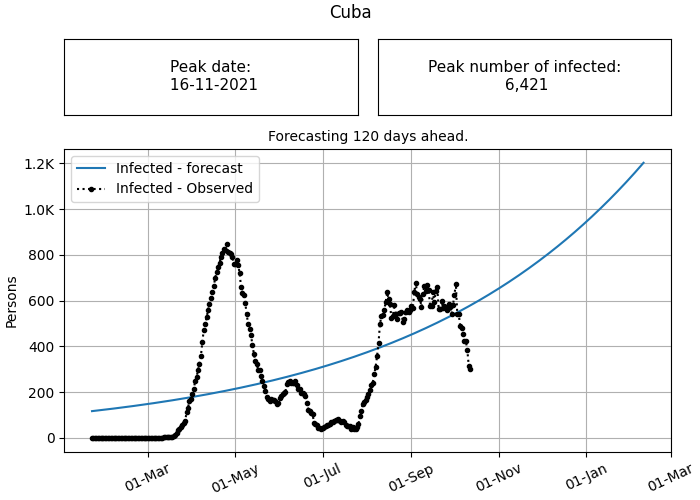 Cuba
Peak date:
16-11-2021
Peak number of infected:
6,421
Forecasting 120 days ahead.
Infected - forecast
Infected - Observed
1.2K
1.0K
800
600
400
200
0
Persons
01-Mar
01-May
01-Jul
01-Sep
01-Nov
01-Jan
01-Mar